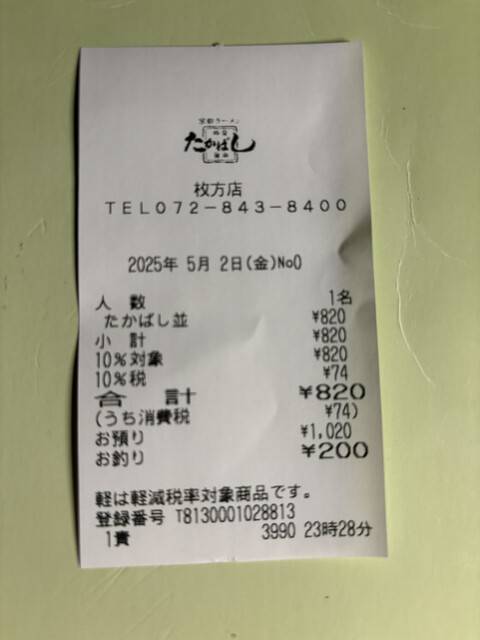 京都ラーメン
たかばし
枚方店
TEL072-843-8400
2025年 5月 2日(金)No0
人 数 1名
たかばし並 ¥820
小 計 ¥820
10%対象 ¥820
10%税 ¥74
合 計 ¥820
(うち消費税 ¥74)
お預り ¥1,020
お釣り ¥200
軽は軽減税率対象商品です。
登録番号 T8130001028813
1責 3990 23時28分